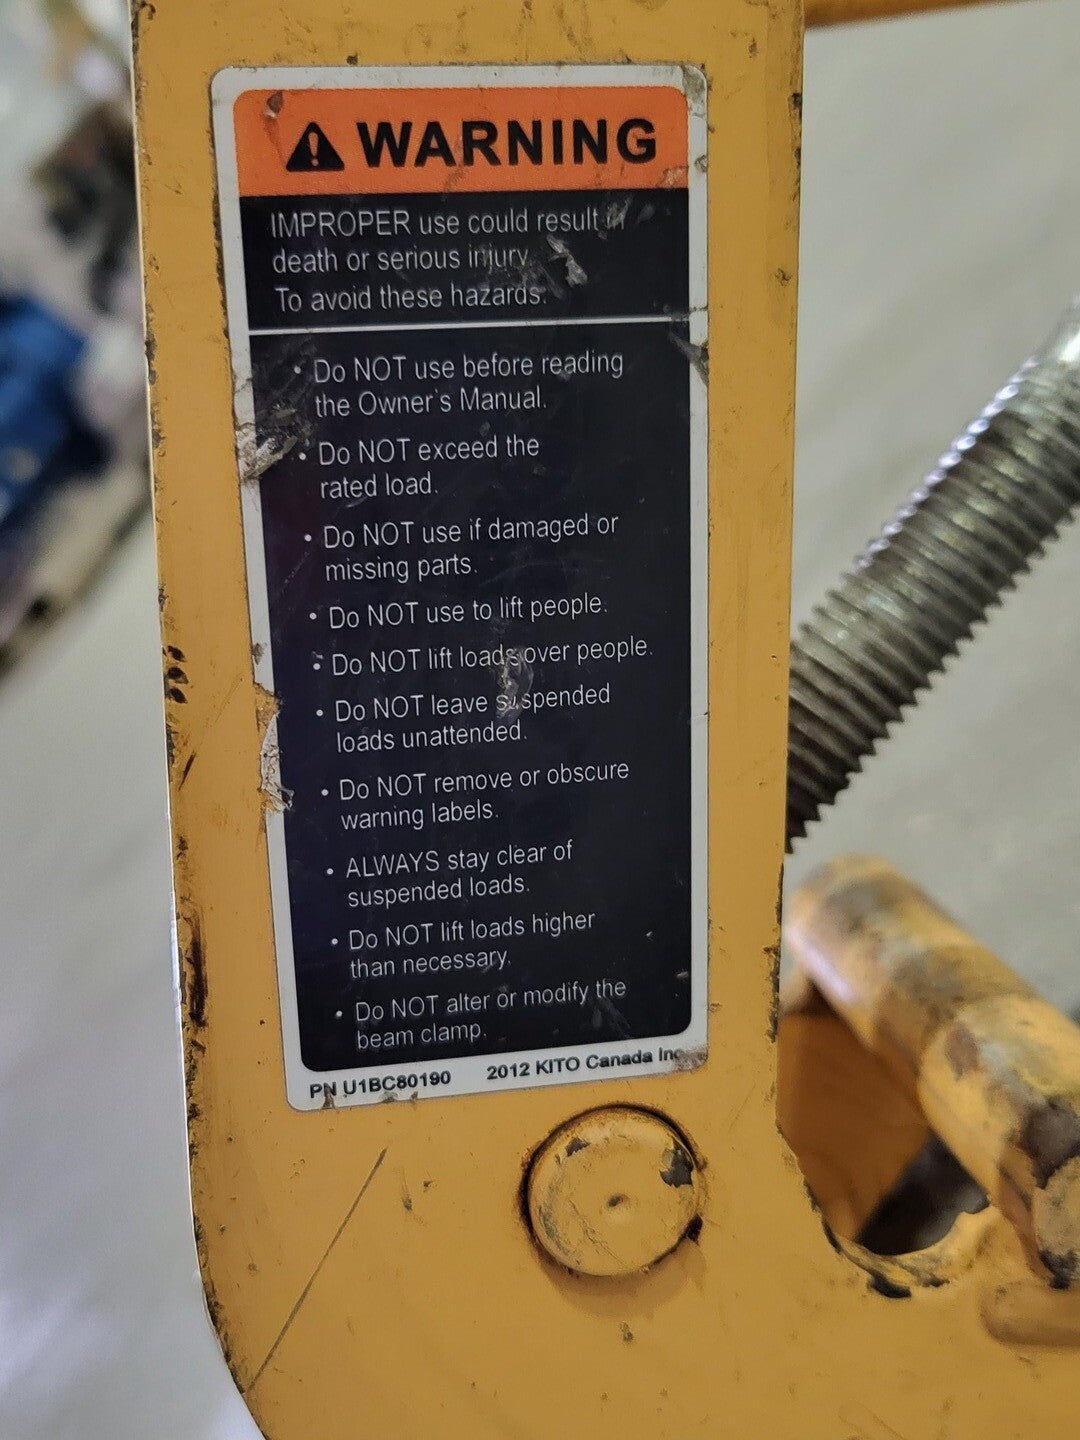 WARNING
IMPROPER use could result in
death or serious injury.
To avoid these hazards:
• Do NOT use before reading
the Owner's Manual.
• Do NOT exceed the
rated load.
• Do NOT use if damaged or
missing parts.
• Do NOT use to lift people.
• Do NOT lift loads over people.
• Do NOT leave suspended
loads unattended.
• Do NOT remove or obscure
warning labels.
• ALWAYS stay clear of
suspended loads.
• Do NOT lift loads higher
than necessary.
• Do NOT alter or modify the
beam clamp.
PN U1BC80190 2012 KITO Canada Inc.